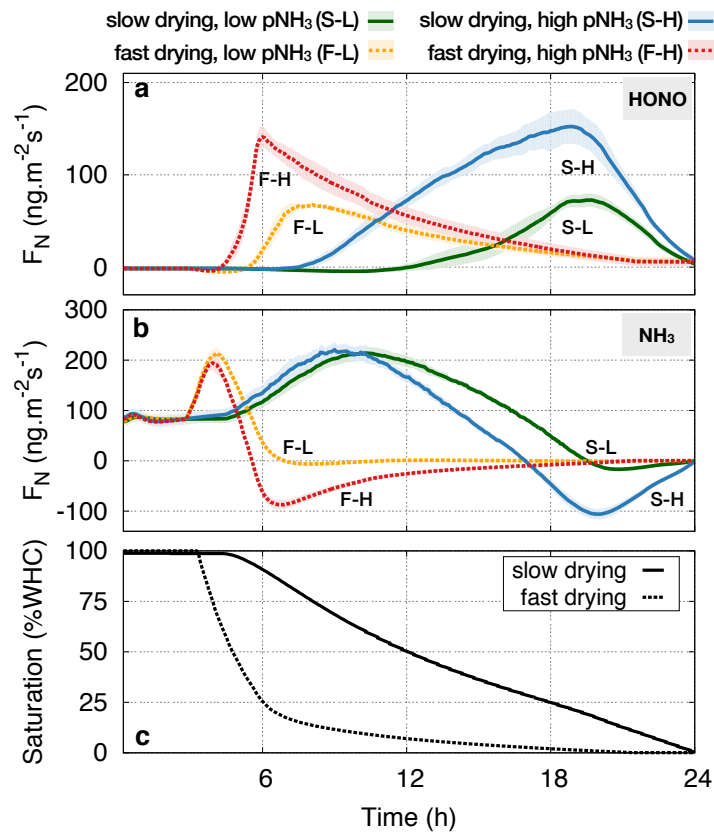 slow drying, low pNH₃ (S-L)
slow drying, high pNH₃ (S-H)
fast drying, low pNH₃ (F-L)
fast drying, high pNH₃ (F-H)
a
HONO
F_N (ng.m⁻²s⁻¹)
200
100
0
F-H
F-L
S-H
S-L
b
NH₃
F_N (ng.m⁻²s⁻¹)
300
200
100
0
-100
F-L
F-H
S-L
S-H
c
Saturation (%WHC)
100
75
50
25
0
slow drying
fast drying
6
12
18
24
Time (h)